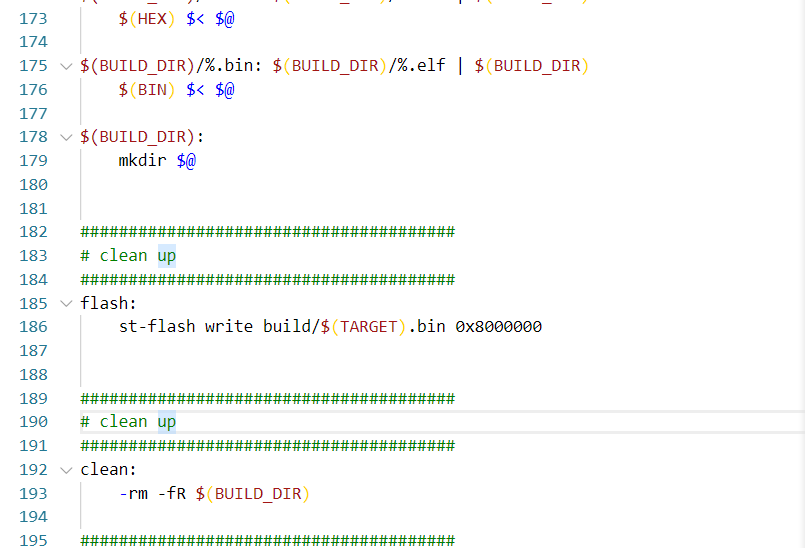 173 $(HEX) $< $@
174
175 $(BUILD_DIR)/%.bin: $(BUILD_DIR)/%.elf | $(BUILD_DIR)
176 $(BIN) $< $@
177
178 $(BUILD_DIR):
179 mkdir $@
180
181
182 #######################################
183 # clean up
184 #######################################
185 flash:
186 st-flash write build/$(TARGET).bin 0x8000000
187
188
189 #######################################
190 # clean up
191 #######################################
192 clean:
193 -rm -fR $(BUILD_DIR)
194
195 #######################################